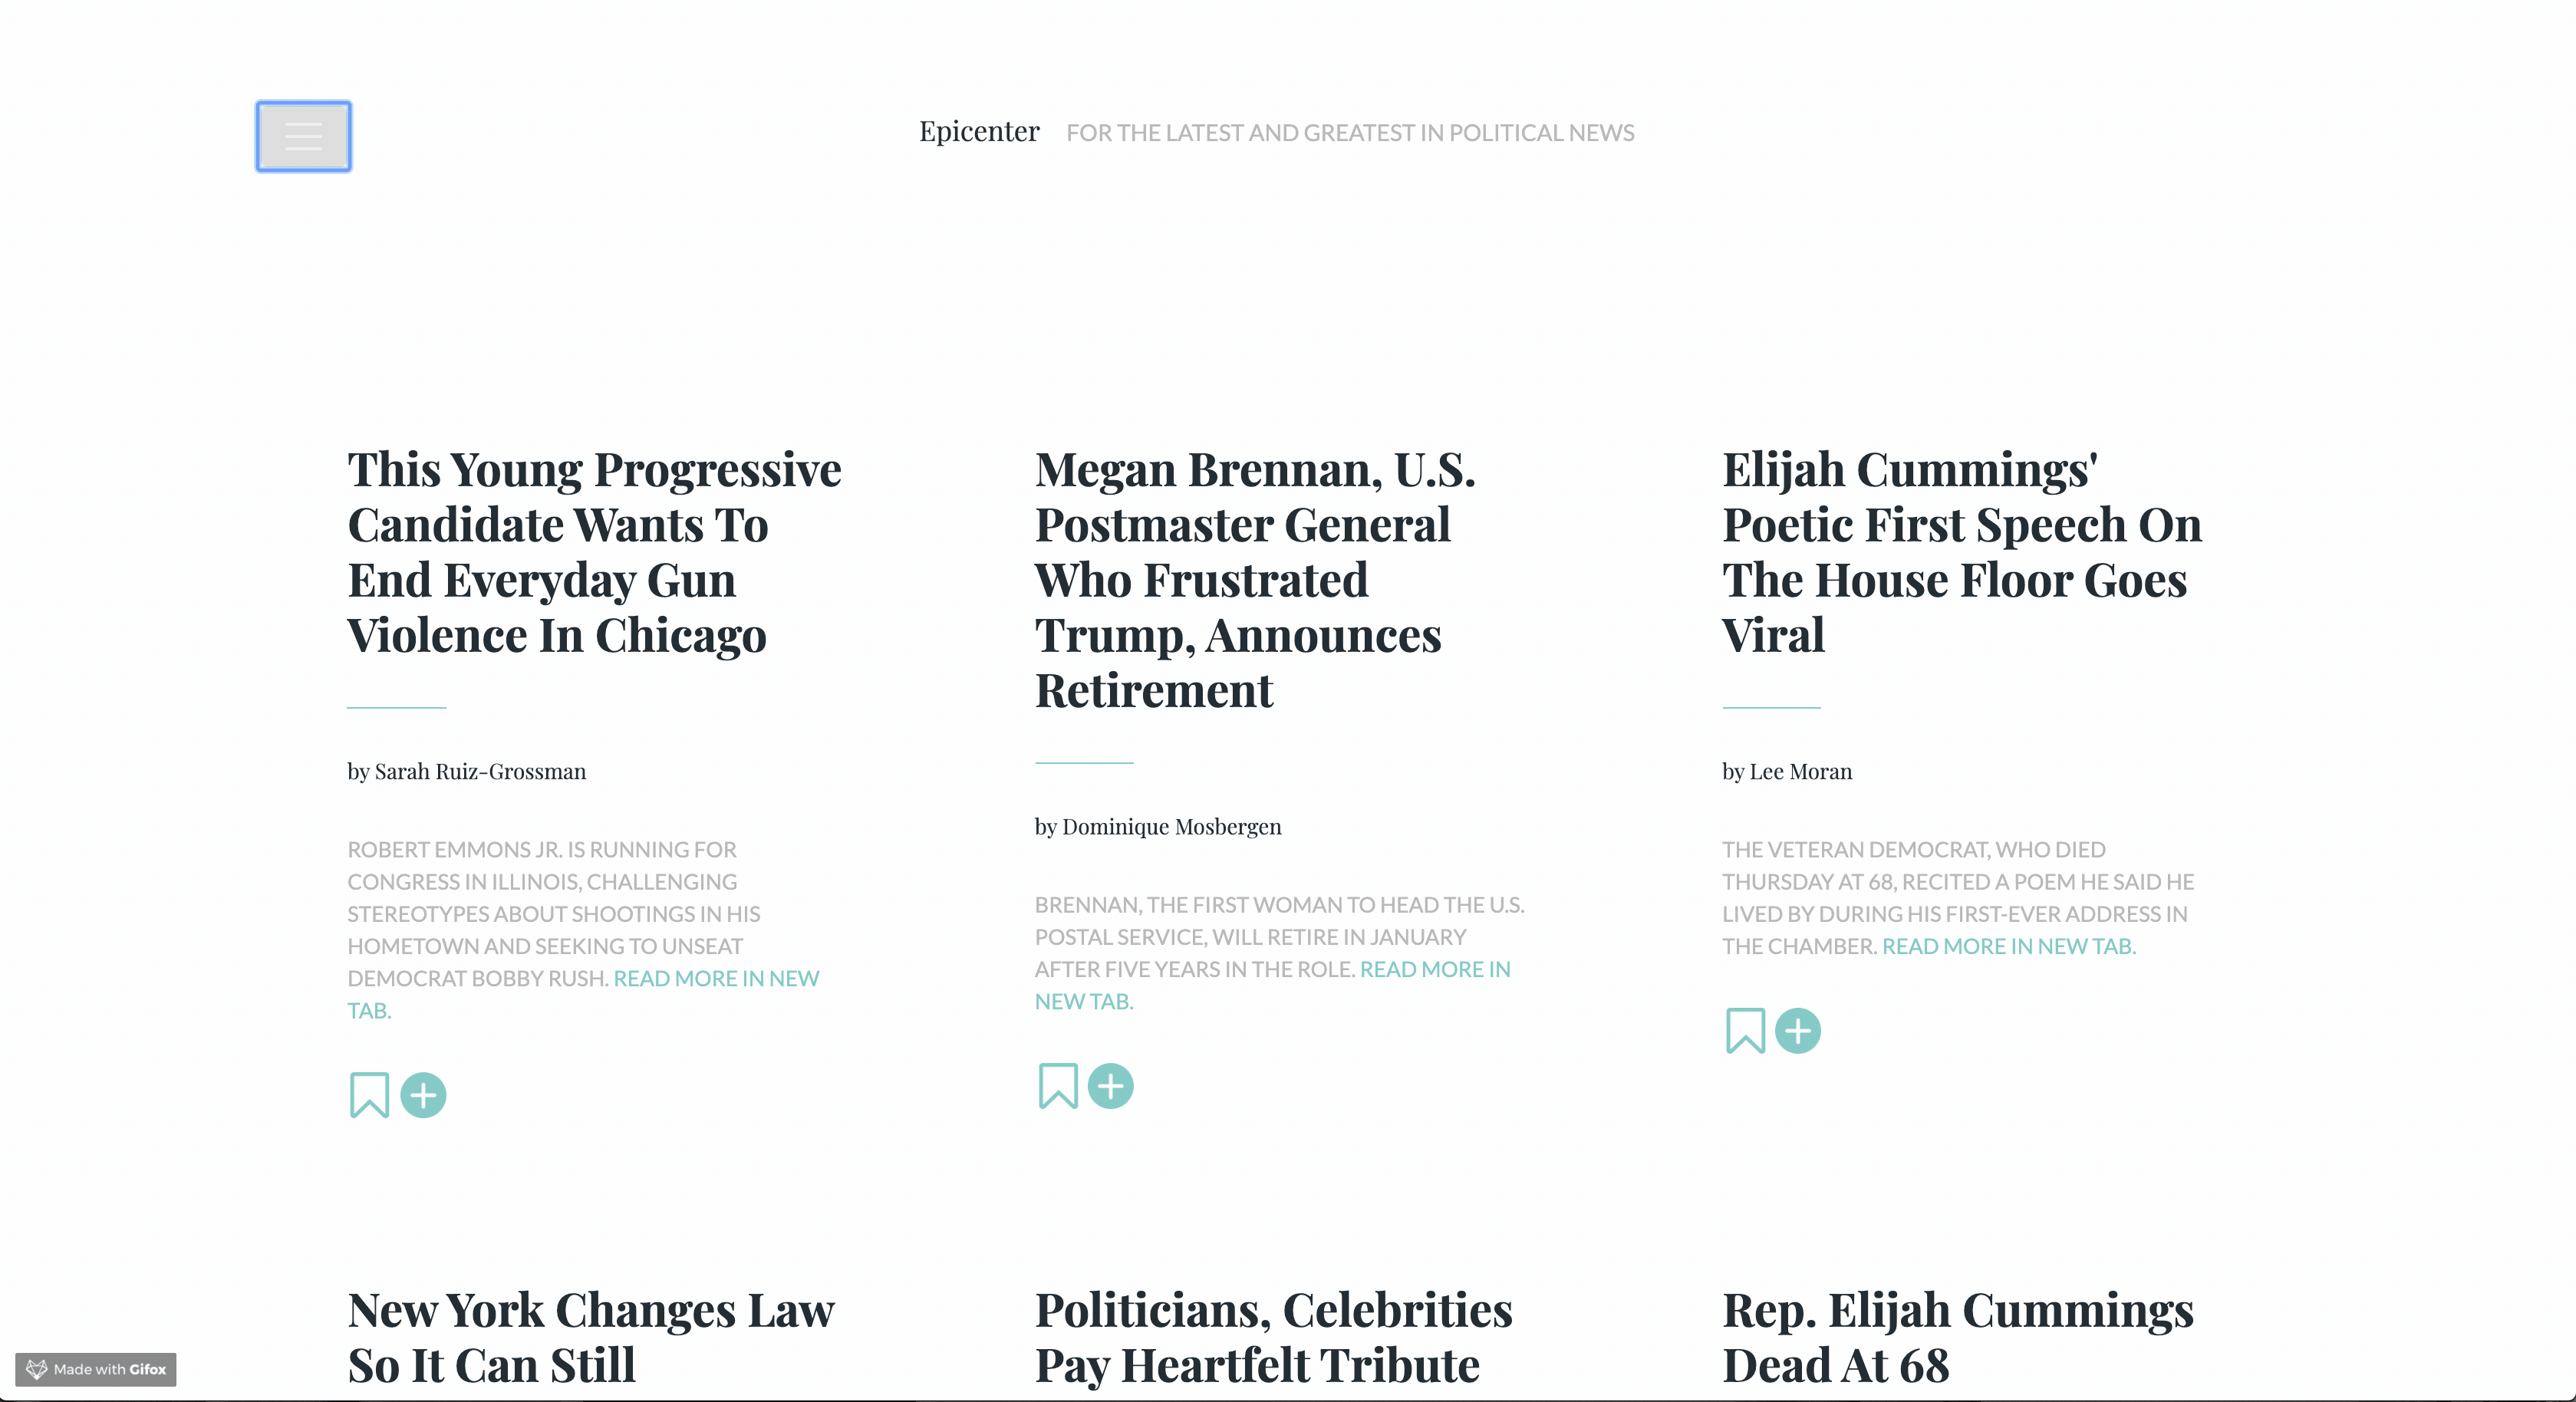 Epicenter FOR THE LATEST AND GREATEST IN POLITICAL NEWS
This Young Progressive
Candidate Wants To
End Everyday Gun
Violence In Chicago
by Sarah Ruiz-Grossman
ROBERT EMMONS JR. IS RUNNING FOR
CONGRESS IN ILLINOIS, CHALLENGING
STEREOTYPES ABOUT SHOOTINGS IN HIS
HOMETOWN AND SEEKING TO UNSEAT
DEMOCRAT BOBBY RUSH. READ MORE IN NEW
TAB.
Megan Brennan, U.S.
Postmaster General
Who Frustrated
Trump, Announces
Retirement
by Dominique Mosbergen
BRENNAN, THE FIRST WOMAN TO HEAD THE U.S.
POSTAL SERVICE, WILL RETIRE IN JANUARY
AFTER FIVE YEARS IN THE ROLE. READ MORE IN
NEW TAB.
Elijah Cummings'
Poetic First Speech On
The House Floor Goes
Viral
by Lee Moran
THE VETERAN DEMOCRAT, WHO DIED
THURSDAY AT 68, RECITED A POEM HE SAID HE
LIVED BY DURING HIS FIRST-EVER ADDRESS IN
THE CHAMBER. READ MORE IN NEW TAB.
New York Changes Law
So It Can Still
Politicians, Celebrities
Pay Heartfelt Tribute
Rep. Elijah Cummings
Dead At 68
Made with Gifox